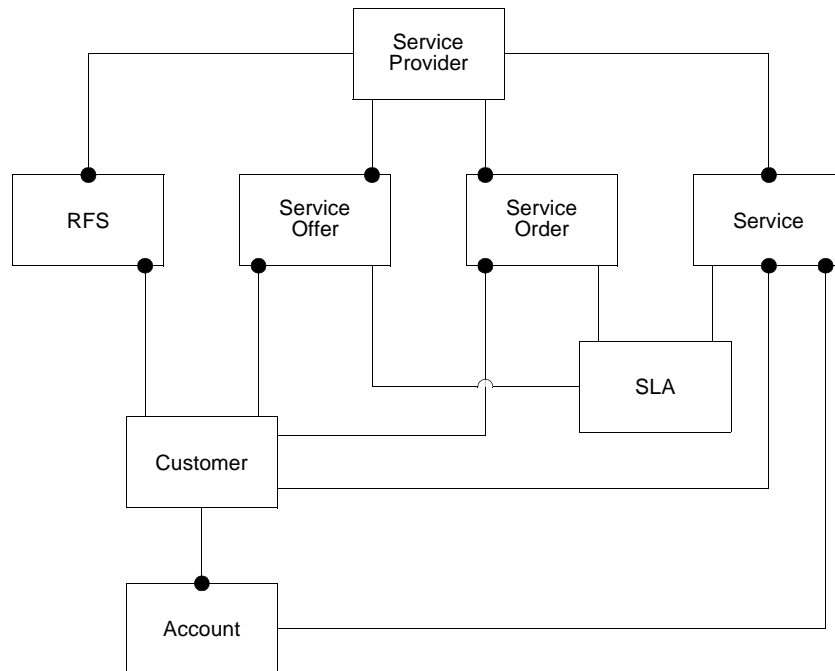 Service
Provider
RFS
Service
Offer
Service
Order
Service
SLA
Customer
Account